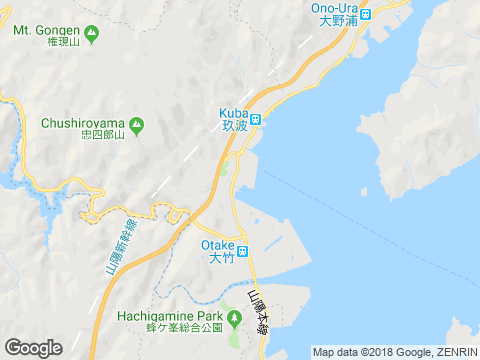 Ono-Ura
大野浦
Mt. Gongen
権現山
Kuba
玖波
Chushiroyama
忠四郎山
山陽新幹線
Otake
大竹
山陽本線
Hachigamine Park
蜂ケ峯総合公園
Google
Map data ©2018 Google, ZENRIN